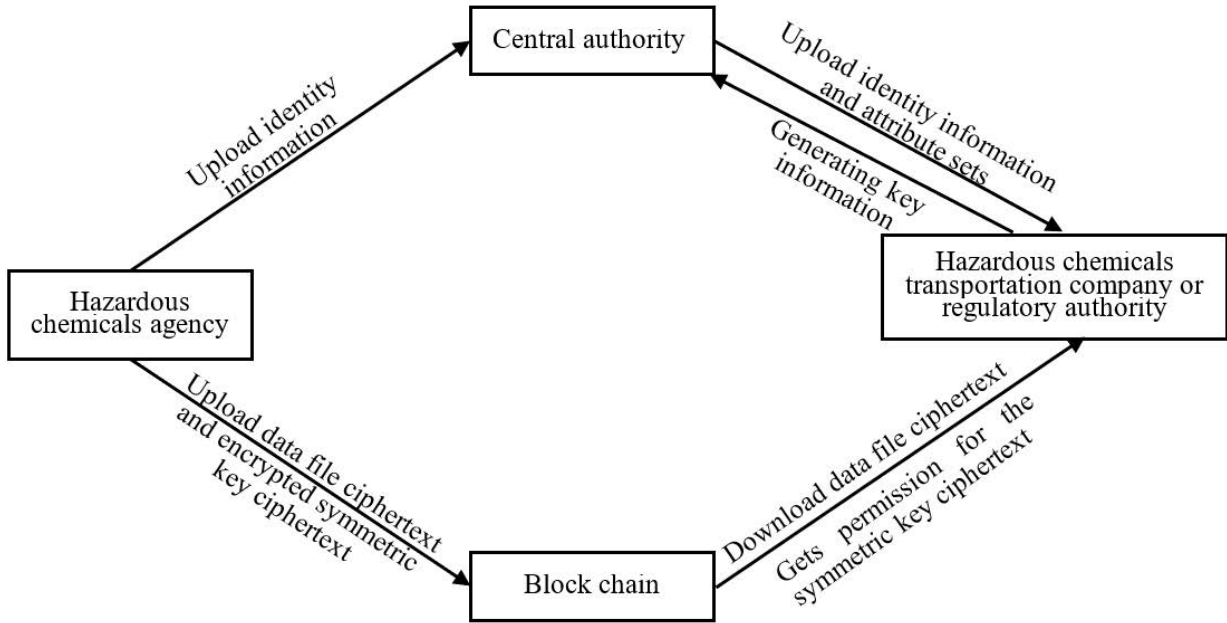 Central authority
Upload identity
information
Upload identity information
and attribute sets
Generating key
information
Hazardous
chemicals agency
Hazardous chemicals
transportation company or
regulatory authority
Upload data file ciphertext
and encrypted symmetric
key ciphertext
Download data file ciphertext
Gets permission for the
symmetric key ciphertext
Block chain